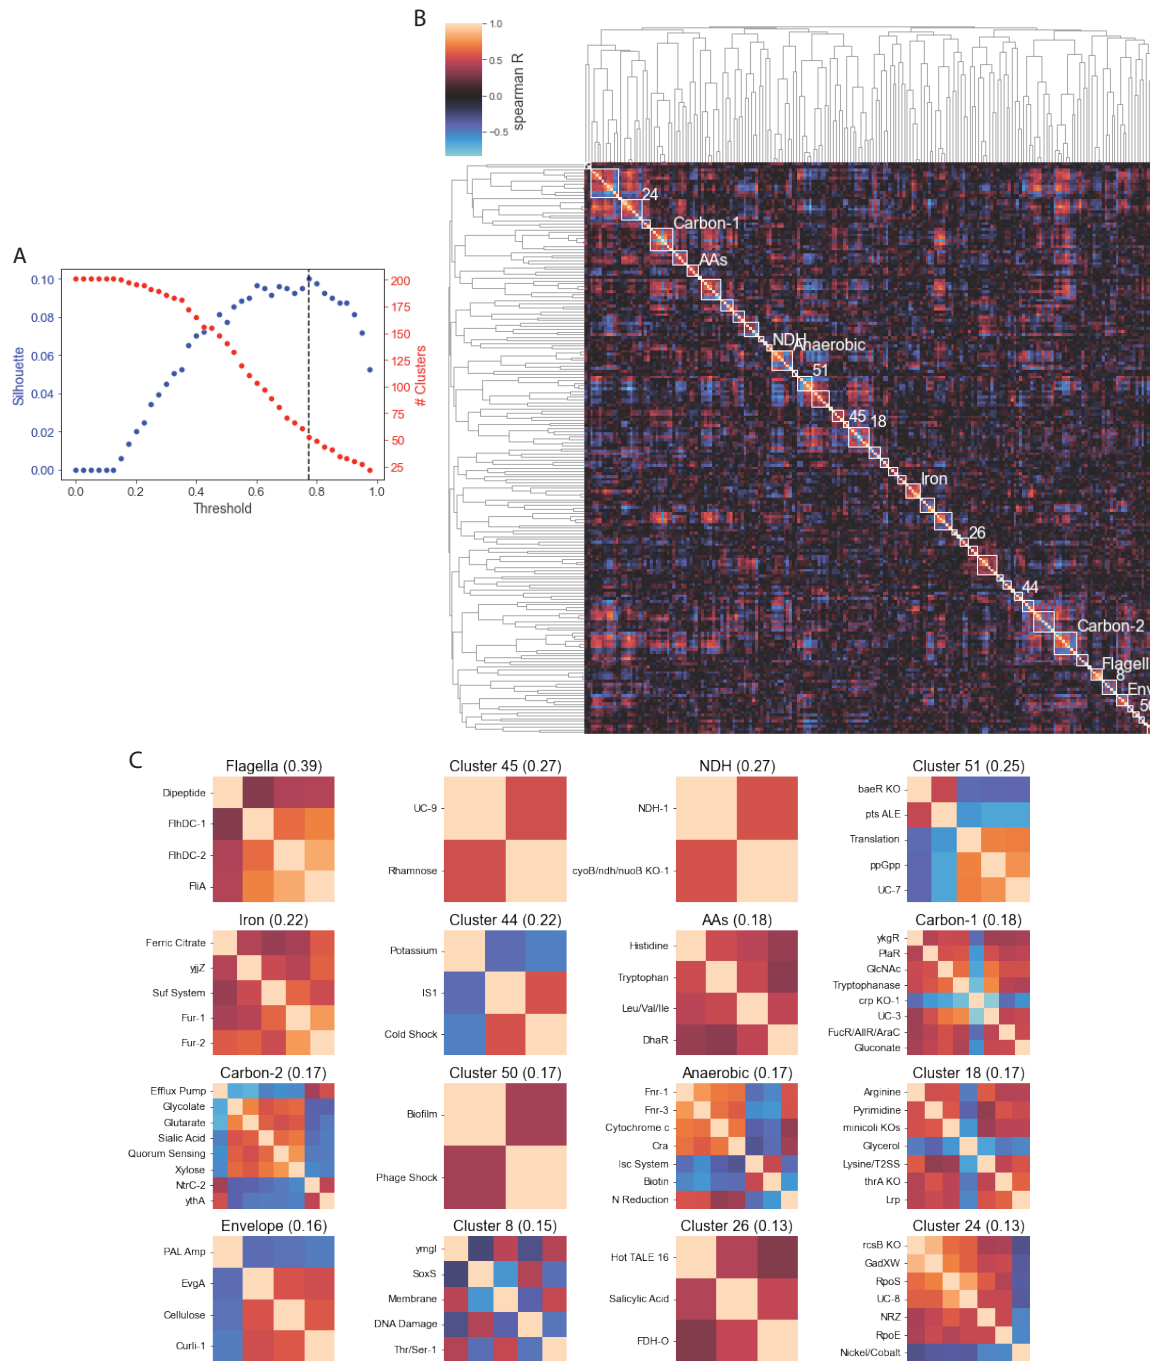 B
1.0
0.5
0.0
−0.5
spearman R
24
Carbon-1
AAs
NDH
Anaerobic
51
45
18
Iron
26
44
Carbon-2
Flagell
8
Env
50
A
0.10
0.08
0.06
0.04
0.02
0.00
Silhouette
200
175
150
125
100
75
50
25
# Clusters
0.0 0.2 0.4 0.6 0.8 1.0
Threshold
C
Flagella (0.39)
Dipeptide
FlhDC-1
FlhDC-2
FliA
Cluster 45 (0.27)
UC-9
Rhamnose
NDH (0.27)
NDH-1
cyoB/ndh/nuoB KO-1
Cluster 51 (0.25)
baeR KO
pts ALE
Translation
ppGpp
UC-7
Iron (0.22)
Ferric Citrate
yjjZ
Suf System
Fur-1
Fur-2
Cluster 44 (0.22)
Potassium
IS1
Cold Shock
AAs (0.18)
Histidine
Tryptophan
Leu/Val/Ile
DhaR
Carbon-1 (0.18)
ykgR
PlaR
GlcNAc
Tryptophanase
crp KO-1
UC-3
FucR/AllR/AraC
Gluconate
Carbon-2 (0.17)
Efflux Pump
Glycolate
Glutarate
Sialic Acid
Quorum Sensing
Xylose
NtrC-2
ythA
Cluster 50 (0.17)
Biofilm
Phage Shock
Anaerobic (0.17)
Fnr-1
Fnr-3
Cytochrome c
Cra
Isc System
Biotin
N Reduction
Cluster 18 (0.17)
Arginine
Pyrimidine
minicoli KOs
Glycerol
Lysine/T2SS
thrA KO
Lrp
Envelope (0.16)
PAL Amp
EvgA
Cellulose
Curli-1
Cluster 8 (0.15)
ymgI
SoxS
Membrane
DNA Damage
Thr/Ser-1
Cluster 26 (0.13)
Hot TALE 16
Salicylic Acid
FDH-O
Cluster 24 (0.13)
rcsB KO
GadXW
RpoS
UC-8
NRZ
RpoE
Nickel/Cobalt